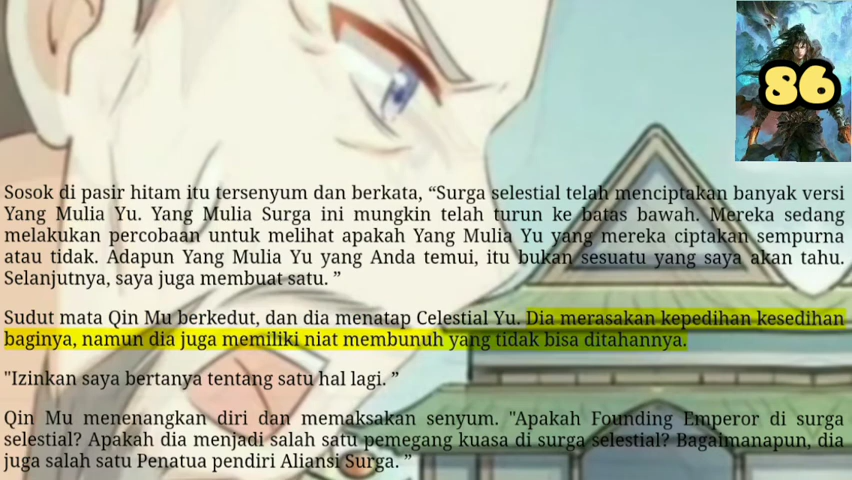 86
Sosok di pasir hitam itu tersenyum dan berkata, “Surga selestial telah menciptakan banyak versi
Yang Mulia Yu. Yang Mulia Surga ini mungkin telah turun ke batas bawah. Mereka sedang
melakukan percobaan untuk melihat apakah Yang Mulia Yu yang mereka ciptakan sempurna
atau tidak. Adapun Yang Mulia Yu yang Anda temui, itu bukan sesuatu yang saya akan tahu.
Selanjutnya, saya juga membuat satu. ”
Sudut mata Qin Mu berkedut, dan dia menatap Celestial Yu. Dia merasakan kepedihan kesedihan
baginya, namun dia juga memiliki niat membunuh yang tidak bisa ditahannya.
"Izinkan saya bertanya tentang satu hal lagi. ”
Qin Mu menenangkan diri dan memaksakan senyum. "Apakah Founding Emperor di surga
selestial? Apakah dia menjadi salah satu pemegang kuasa di surga selestial? Bagaimanapun, dia
juga salah satu Penatua pendiri Aliansi Surga. ”